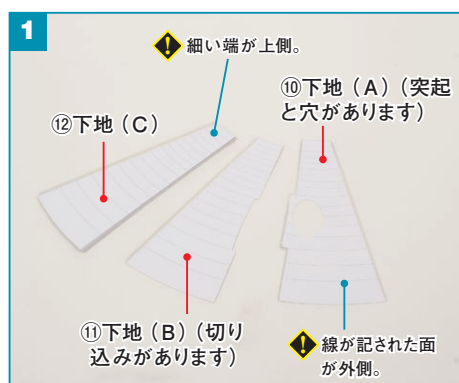 1
細い端が上側。
⑩下地（A）（突起
と穴があります）
⑫下地（C）
⑪下地（B）（切り
込みがあります）
線が記された面
が外側。